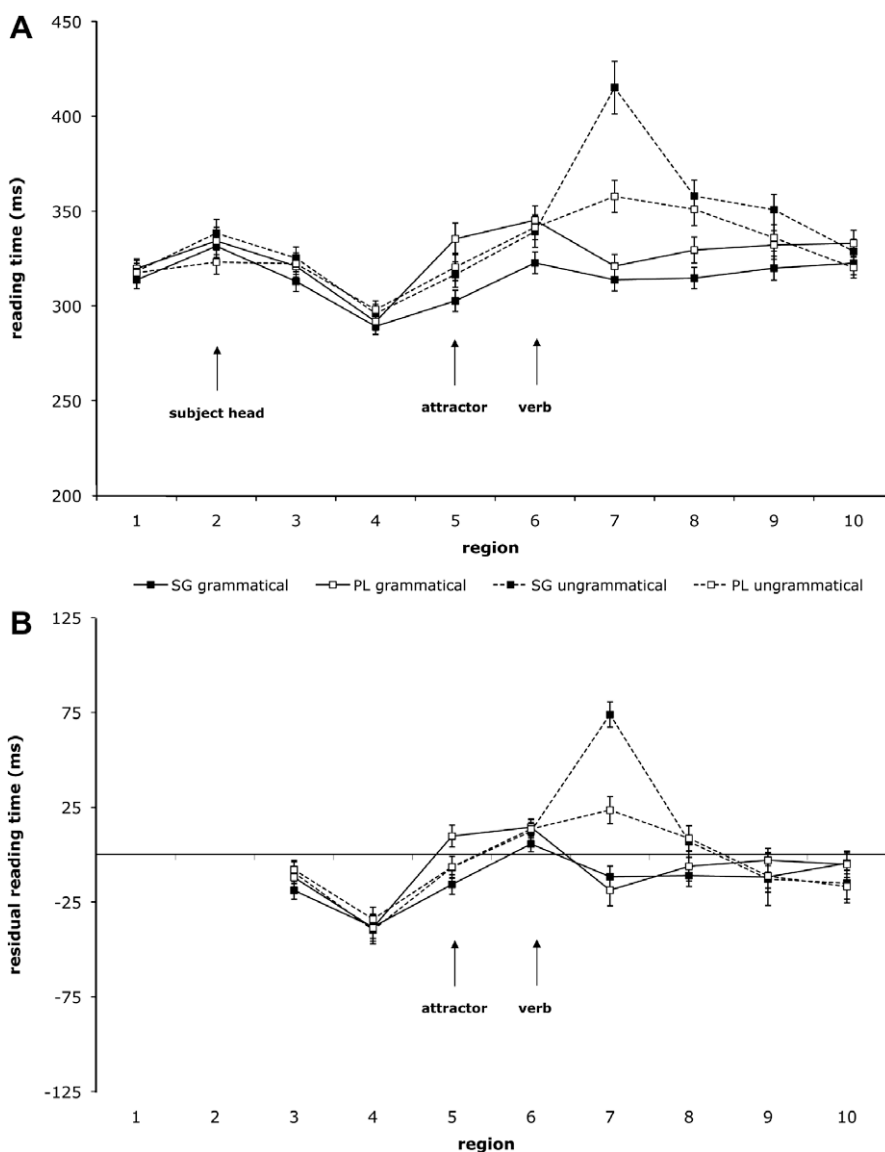 A
450
400
350
300
250
200
reading time (ms)
subject head
attractor
verb
1 2 3 4 5 6 7 8 9 10
region
SG grammatical PL grammatical SG ungrammatical PL ungrammatical
B
125
75
25
-25
-75
-125
residual reading time (ms)
attractor
verb
1 2 3 4 5 6 7 8 9 10
region